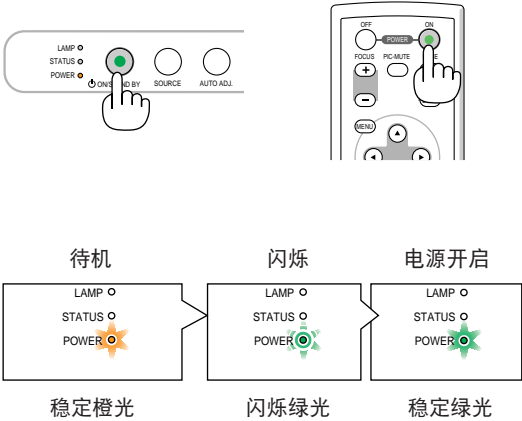 LAMP
STATUS
POWER
ON/STAND BY SOURCE AUTO ADJ.
OFF ON
POWER
FOCUS PIC-MUTE
MENU
待机 闪烁 电源开启
LAMP LAMP LAMP
STATUS STATUS STATUS
POWER POWER POWER
稳定橙光 闪烁绿光 稳定绿光